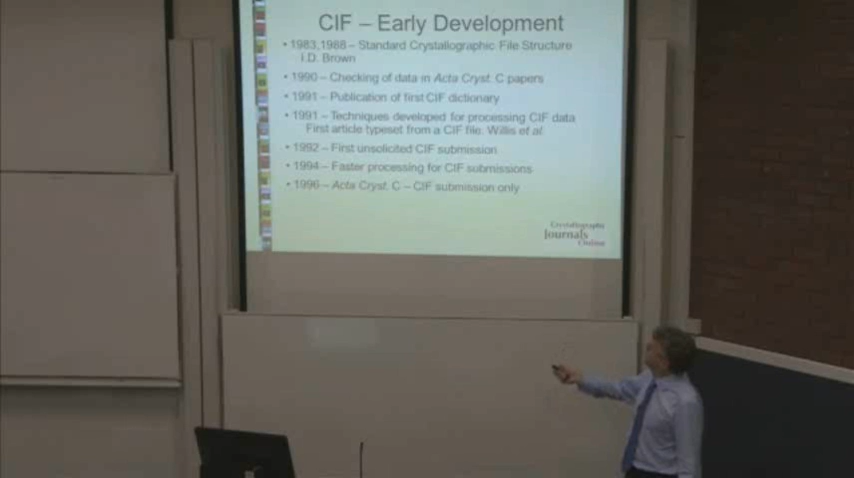 CIF – Early Development
• 1983,1988 – Standard Crystallographic File Structure
I.D. Brown
• 1990 – Checking of data in Acta Cryst. C papers
• 1991 – Publication of first CIF dictionary
• 1991 – Techniques developed for processing CIF data
First article typeset from a CIF file. Willis et al.
• 1992 – First unsolicited CIF submission
• 1994 – Faster processing for CIF submissions
• 1996 – Acta Cryst. C – CIF submission only
Crystallography
Journals
Online